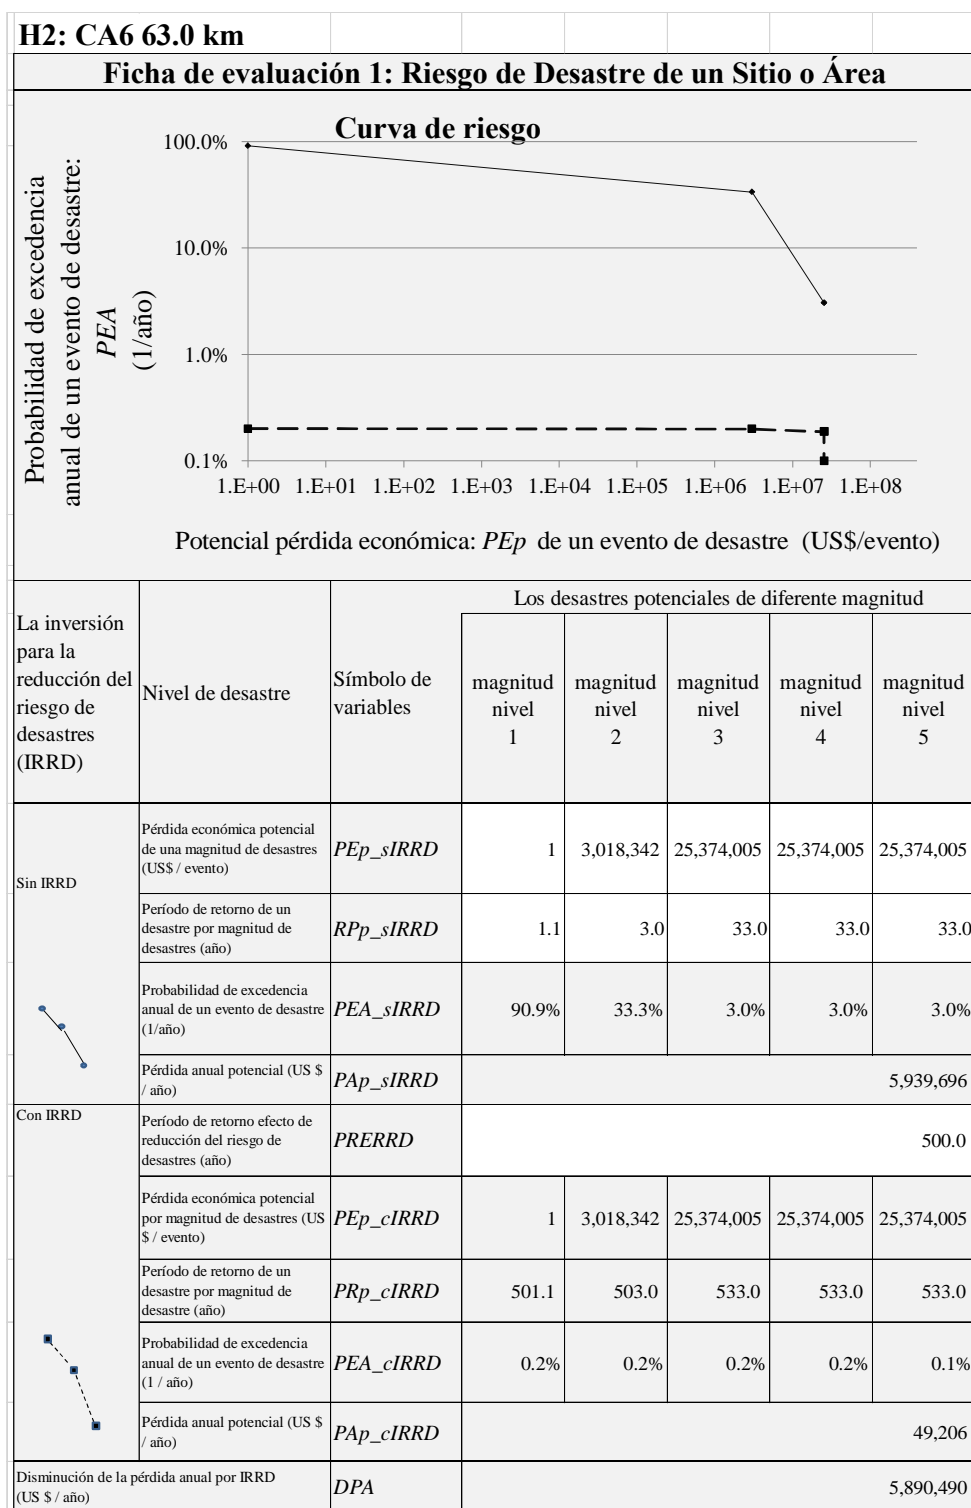 H2: CA6 63.0 km
Ficha de evaluación 1: Riesgo de Desastre de un Sitio o Área
Curva de riesgo
Probabilidad de excedencia
anual de un evento de desastre:
PEA
(1/año)
100.0%
10.0%
1.0%
0.1%
1.E+00 1.E+01 1.E+02 1.E+03 1.E+04 1.E+05 1.E+06 1.E+07 1.E+08
Potencial pérdida económica: PEp de un evento de desastre (US$/evento)
La inversión
para la
reducción del
riesgo de
desastres
(IRRD)
Nivel de desastre
Símbolo de
variables
Los desastres potenciales de diferente magnitud
magnitud
nivel
1
magnitud
nivel
2
magnitud
nivel
3
magnitud
nivel
4
magnitud
nivel
5
Sin IRRD
Pérdida económica potencial
de una magnitud de desastres
(US$ / evento)
PEp_sIRRD
1 3,018,342 25,374,005 25,374,005 25,374,005
Período de retorno de un
desastre por magnitud de
desastres (año)
RPp_sIRRD
1.1 3.0 33.0 33.0 33.0
Probabilidad de excedencia
anual de un evento de desastre
(1/año)
PEA_sIRRD
90.9% 33.3% 3.0% 3.0% 3.0%
Pérdida anual potencial (US $
/ año)
PAp_sIRRD
5,939,696
Con IRRD
Período de retorno efecto de
reducción del riesgo de
desastres (año)
PRERRD
500.0
Pérdida económica potencial
por magnitud de desastres (US
$ / evento)
PEp_cIRRD
1 3,018,342 25,374,005 25,374,005 25,374,005
Período de retorno de un
desastre por magnitud de
desastre (año)
PRp_cIRRD
501.1 503.0 533.0 533.0 533.0
Probabilidad de excedencia
anual de un evento de desastre
(1 / año)
PEA_cIRRD
0.2% 0.2% 0.2% 0.2% 0.1%
Pérdida anual potencial (US $
/ año)
PAp_cIRRD
49,206
Disminución de la pérdida anual por IRRD
(US $ / año)
DPA
5,890,490